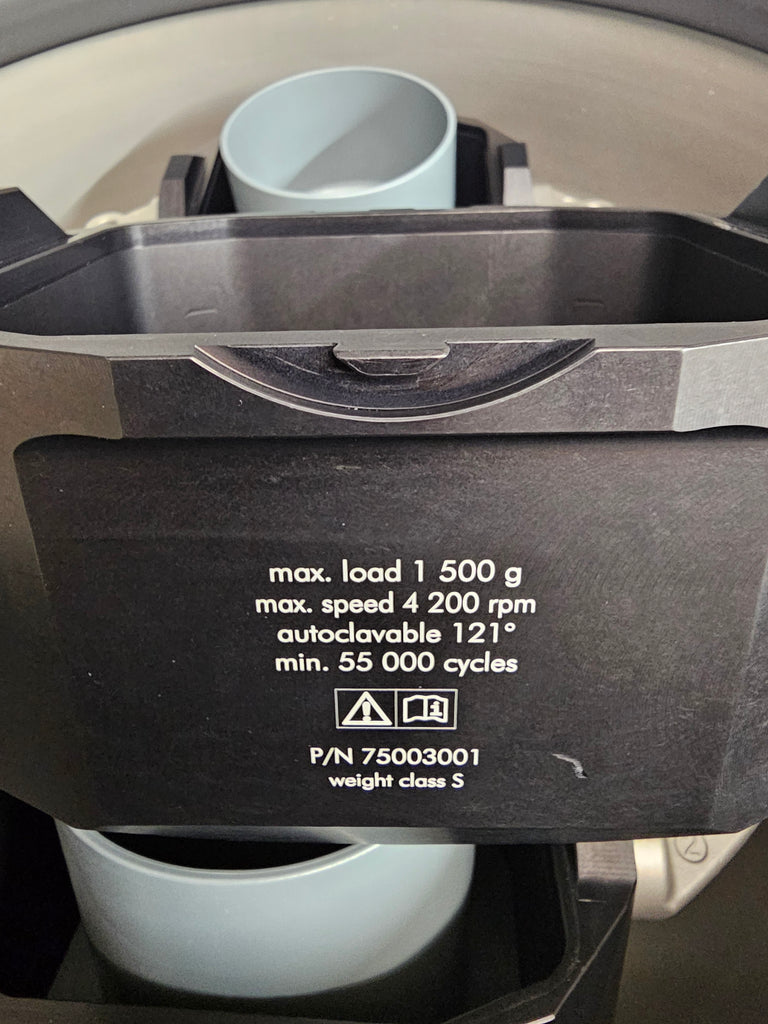 max. load 1 500 g
max. speed 4 200 rpm
autoclavable 121°
min. 55 000 cycles
P/N 75003001
weight class S